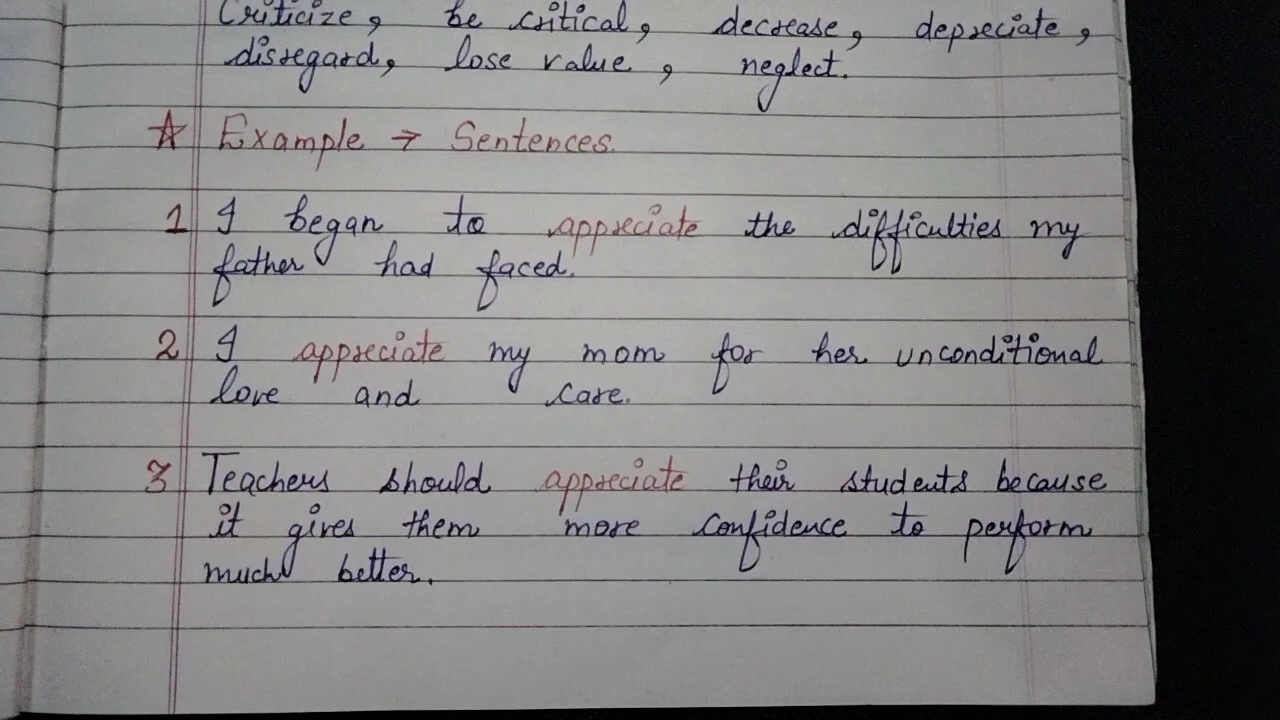 Criticize, be critical, decrease, depreciate,
disregard, lose value, neglect.
☆ Example → Sentences.
1 I began to appreciate the difficulties my
father had faced.
2 I appreciate my mom for her unconditional
love and care.
3 Teachers should appreciate their students because
it gives them more confidence to perform
much better.